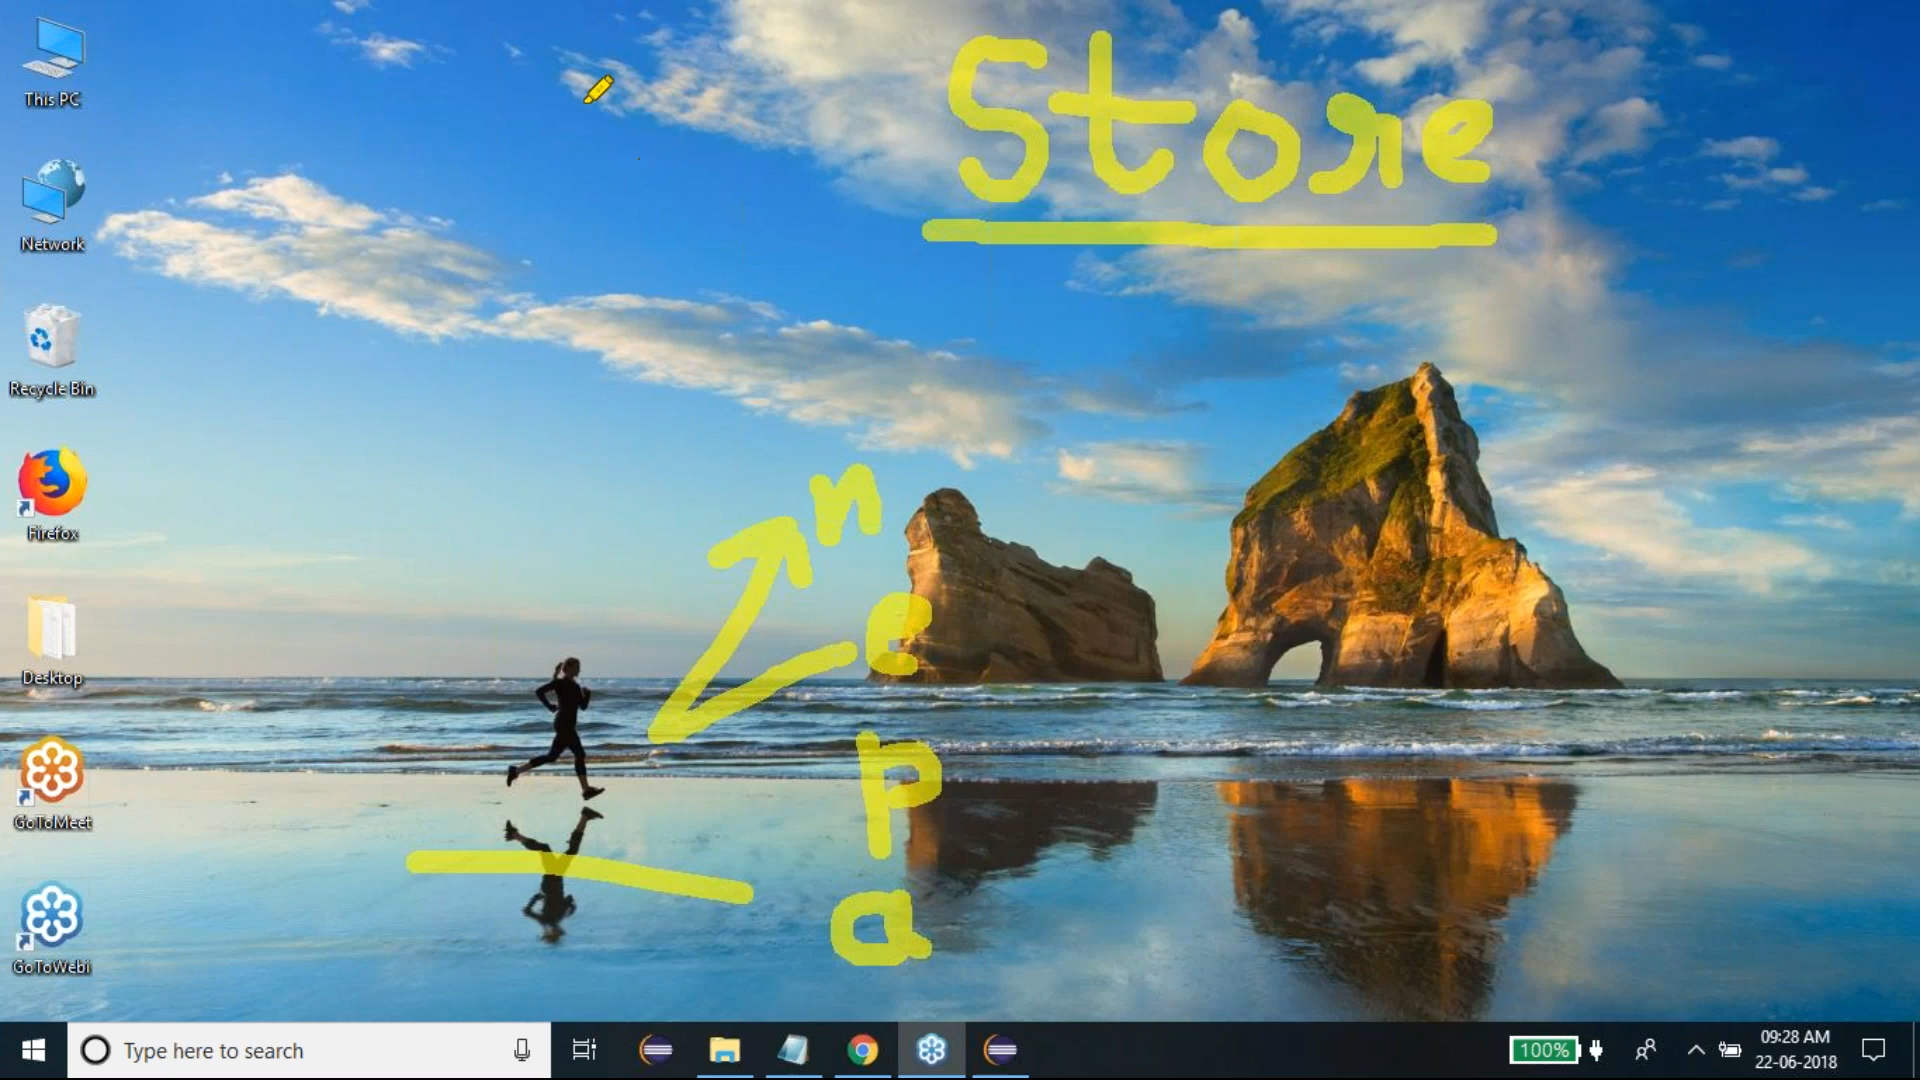 This PC
Network
Recycle Bin
Firefox
Desktop
GoToMeet
GoToWebi
Store
n
e
p
a
Type here to search
100%
09:28 AM
22-06-2018